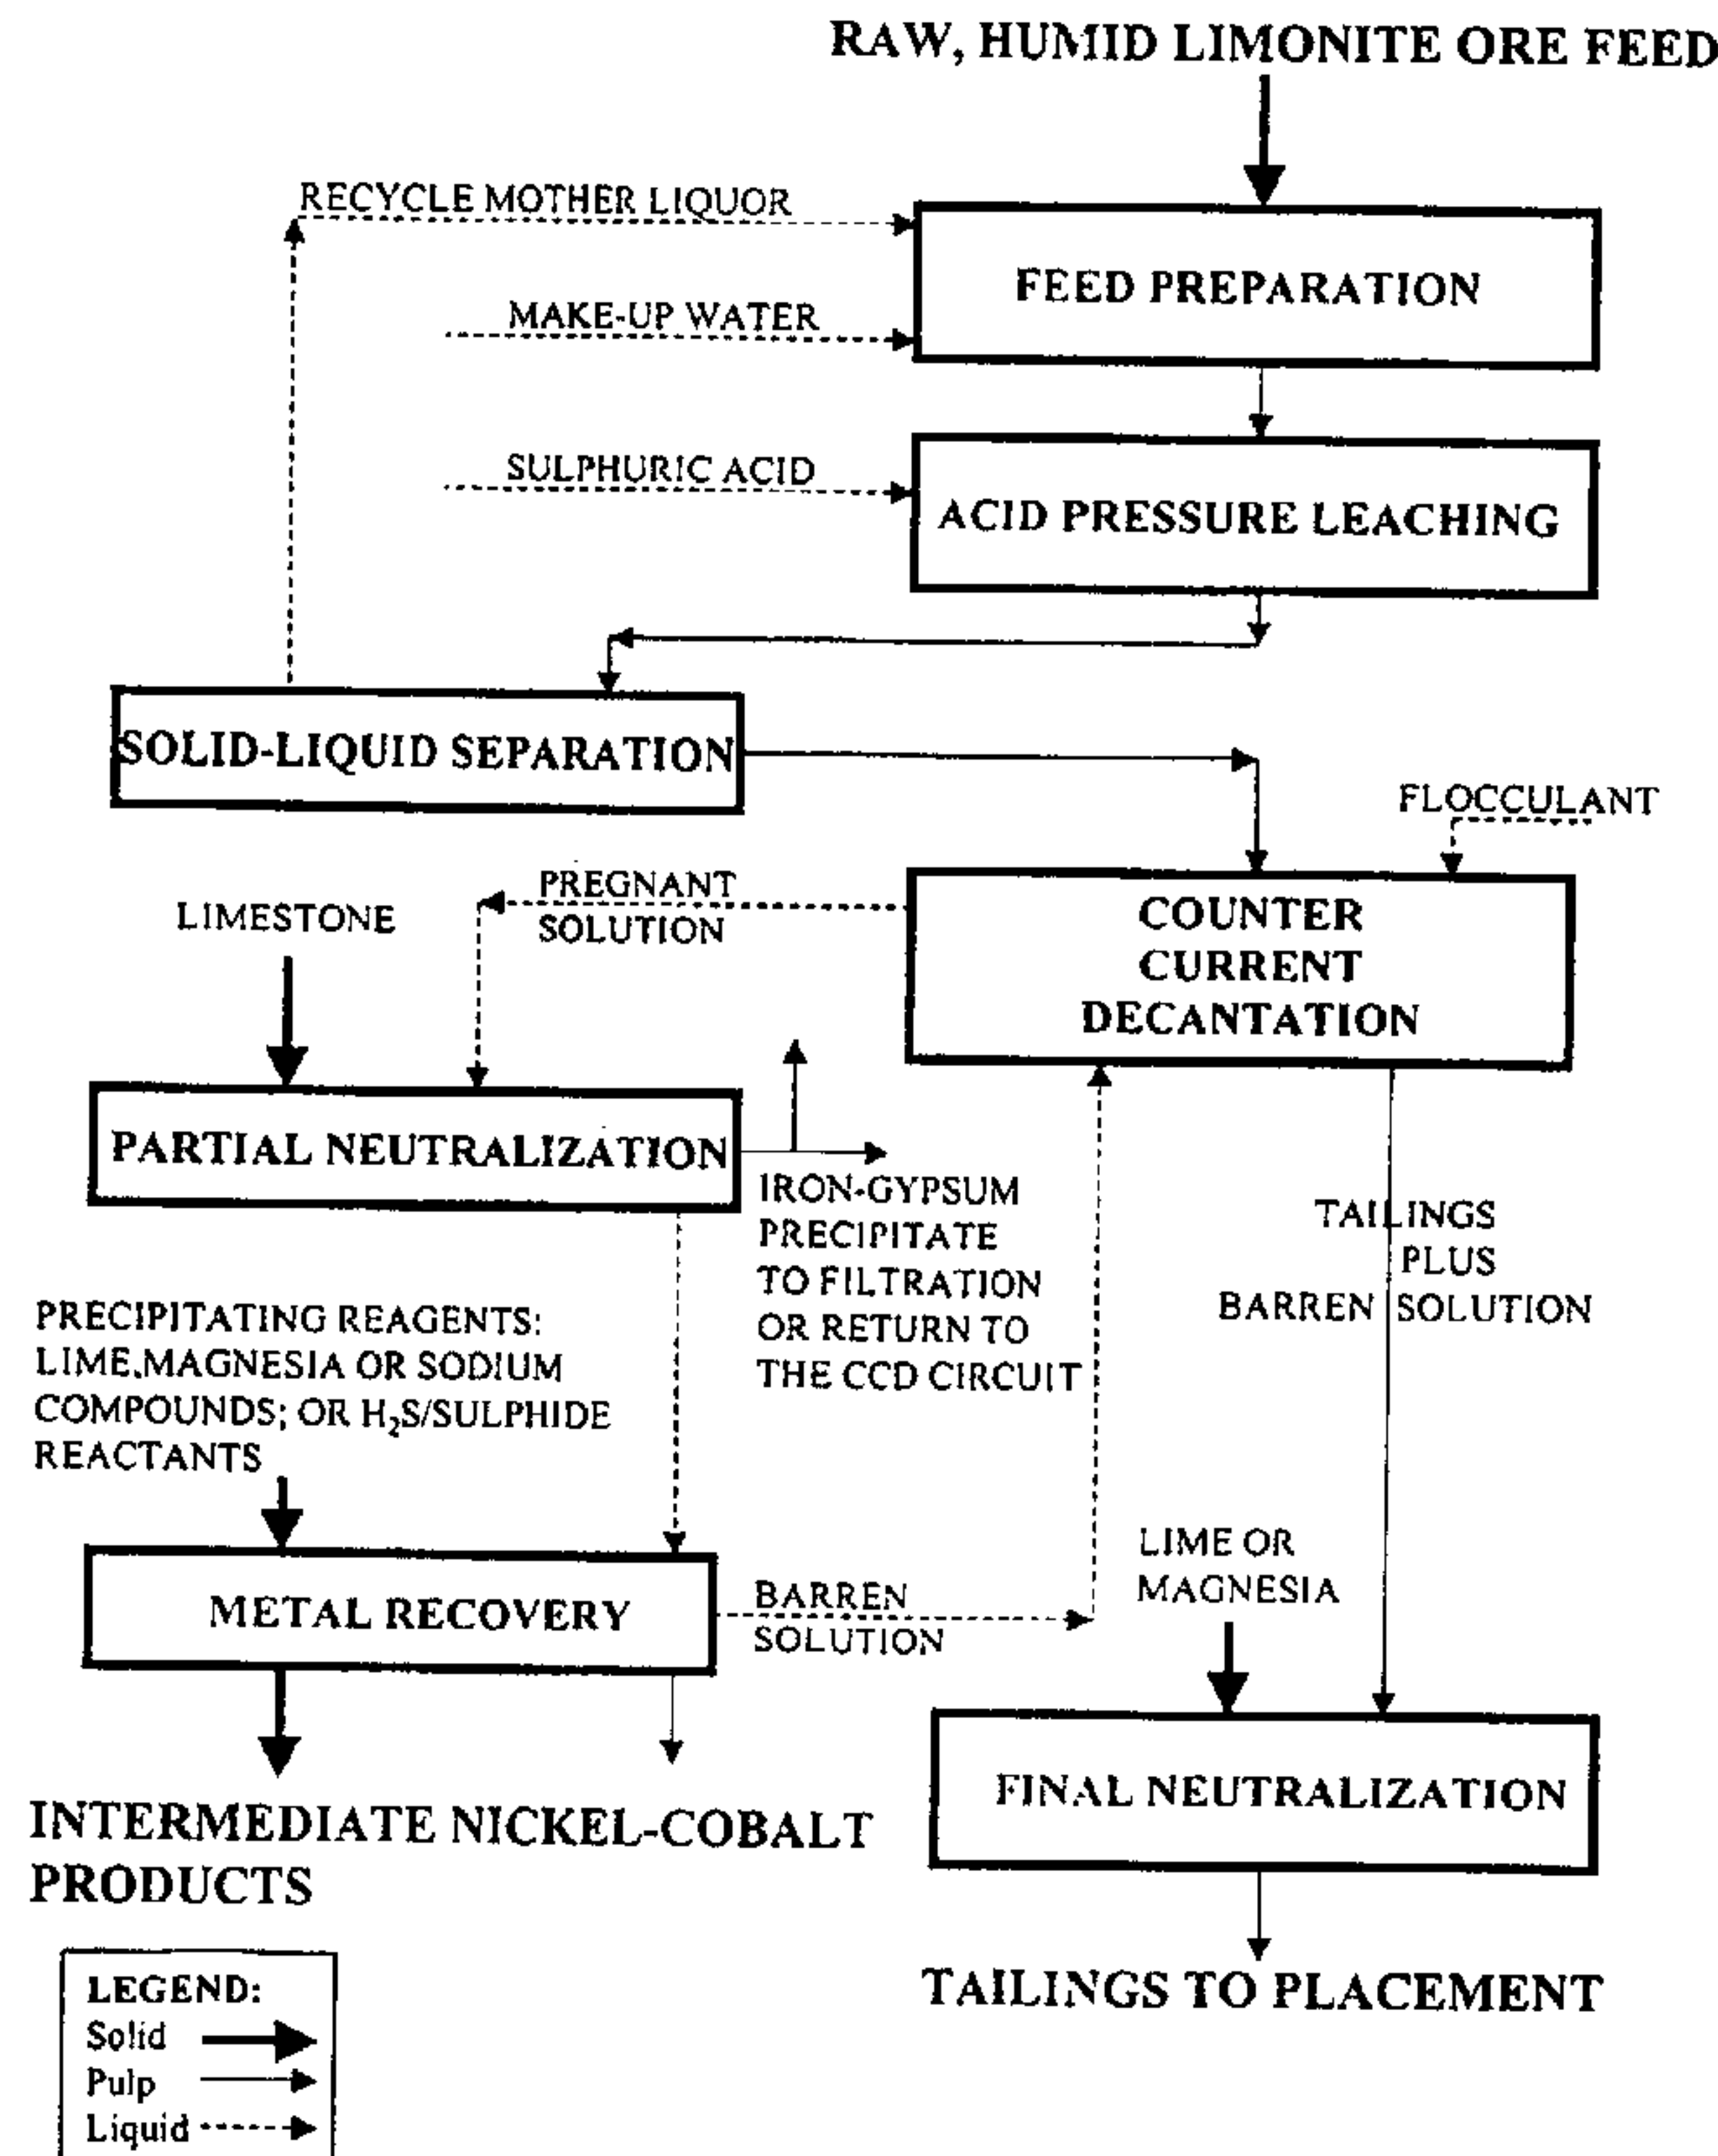 RAW, HUMID LIMONITE ORE FEED
RECYCLE MOTHER LIQUOR
FEED PREPARATION
MAKE-UP WATER
SULPHURIC ACID
ACID PRESSURE LEACHING
SOLID-LIQUID SEPARATION
FLOCCULANT
PREGNANT
SOLUTION
LIMESTONE
COUNTER
CURRENT
DECANTATION
PARTIAL NEUTRALIZATION
IRON-GYPSUM
PRECIPITATE
TO FILTRATION
OR RETURN TO
THE CCD CIRCUIT
TAILINGS
PLUS
BARREN SOLUTION
PRECIPITATING REAGENTS:
LIME,MAGNESIA OR SODIUM
COMPOUNDS; OR H₂S/SULPHIDE
REACTANTS
LIME OR
MAGNESIA
METAL RECOVERY
BARREN
SOLUTION
FINAL NEUTRALIZATION
INTERMEDIATE NICKEL-COBALT
PRODUCTS
TAILINGS TO PLACEMENT
LEGEND:
Solid
Pulp
Liquid